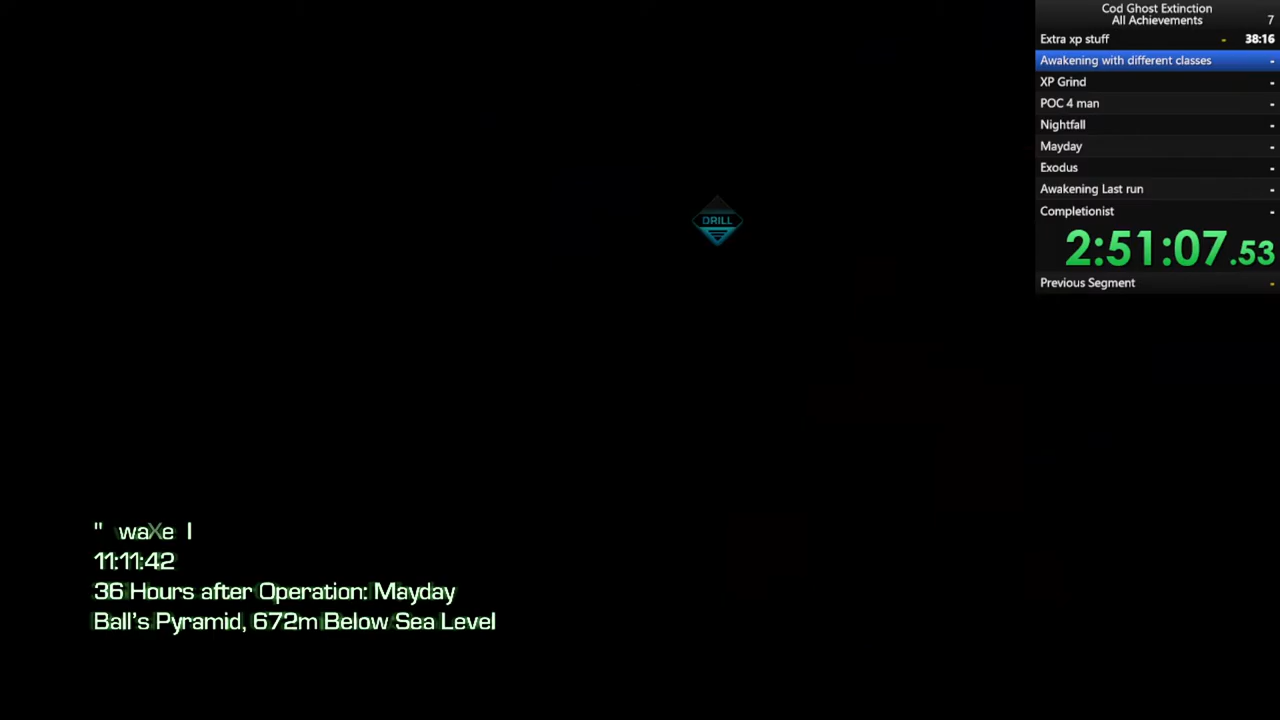 Cod Ghost Extinction
All Achievements 7
Extra xp stuff - 38:16
Awakening with different classes -
XP Grind -
POC 4 man -
Nightfall -
Mayday -
Exodus -
Awakening Last run -
Completionist -
2:51:07.53
Previous Segment -
DRILL
11:11:42
36 Hours after Operation: Mayday
Ball's Pyramid, 672m Below Sea Level